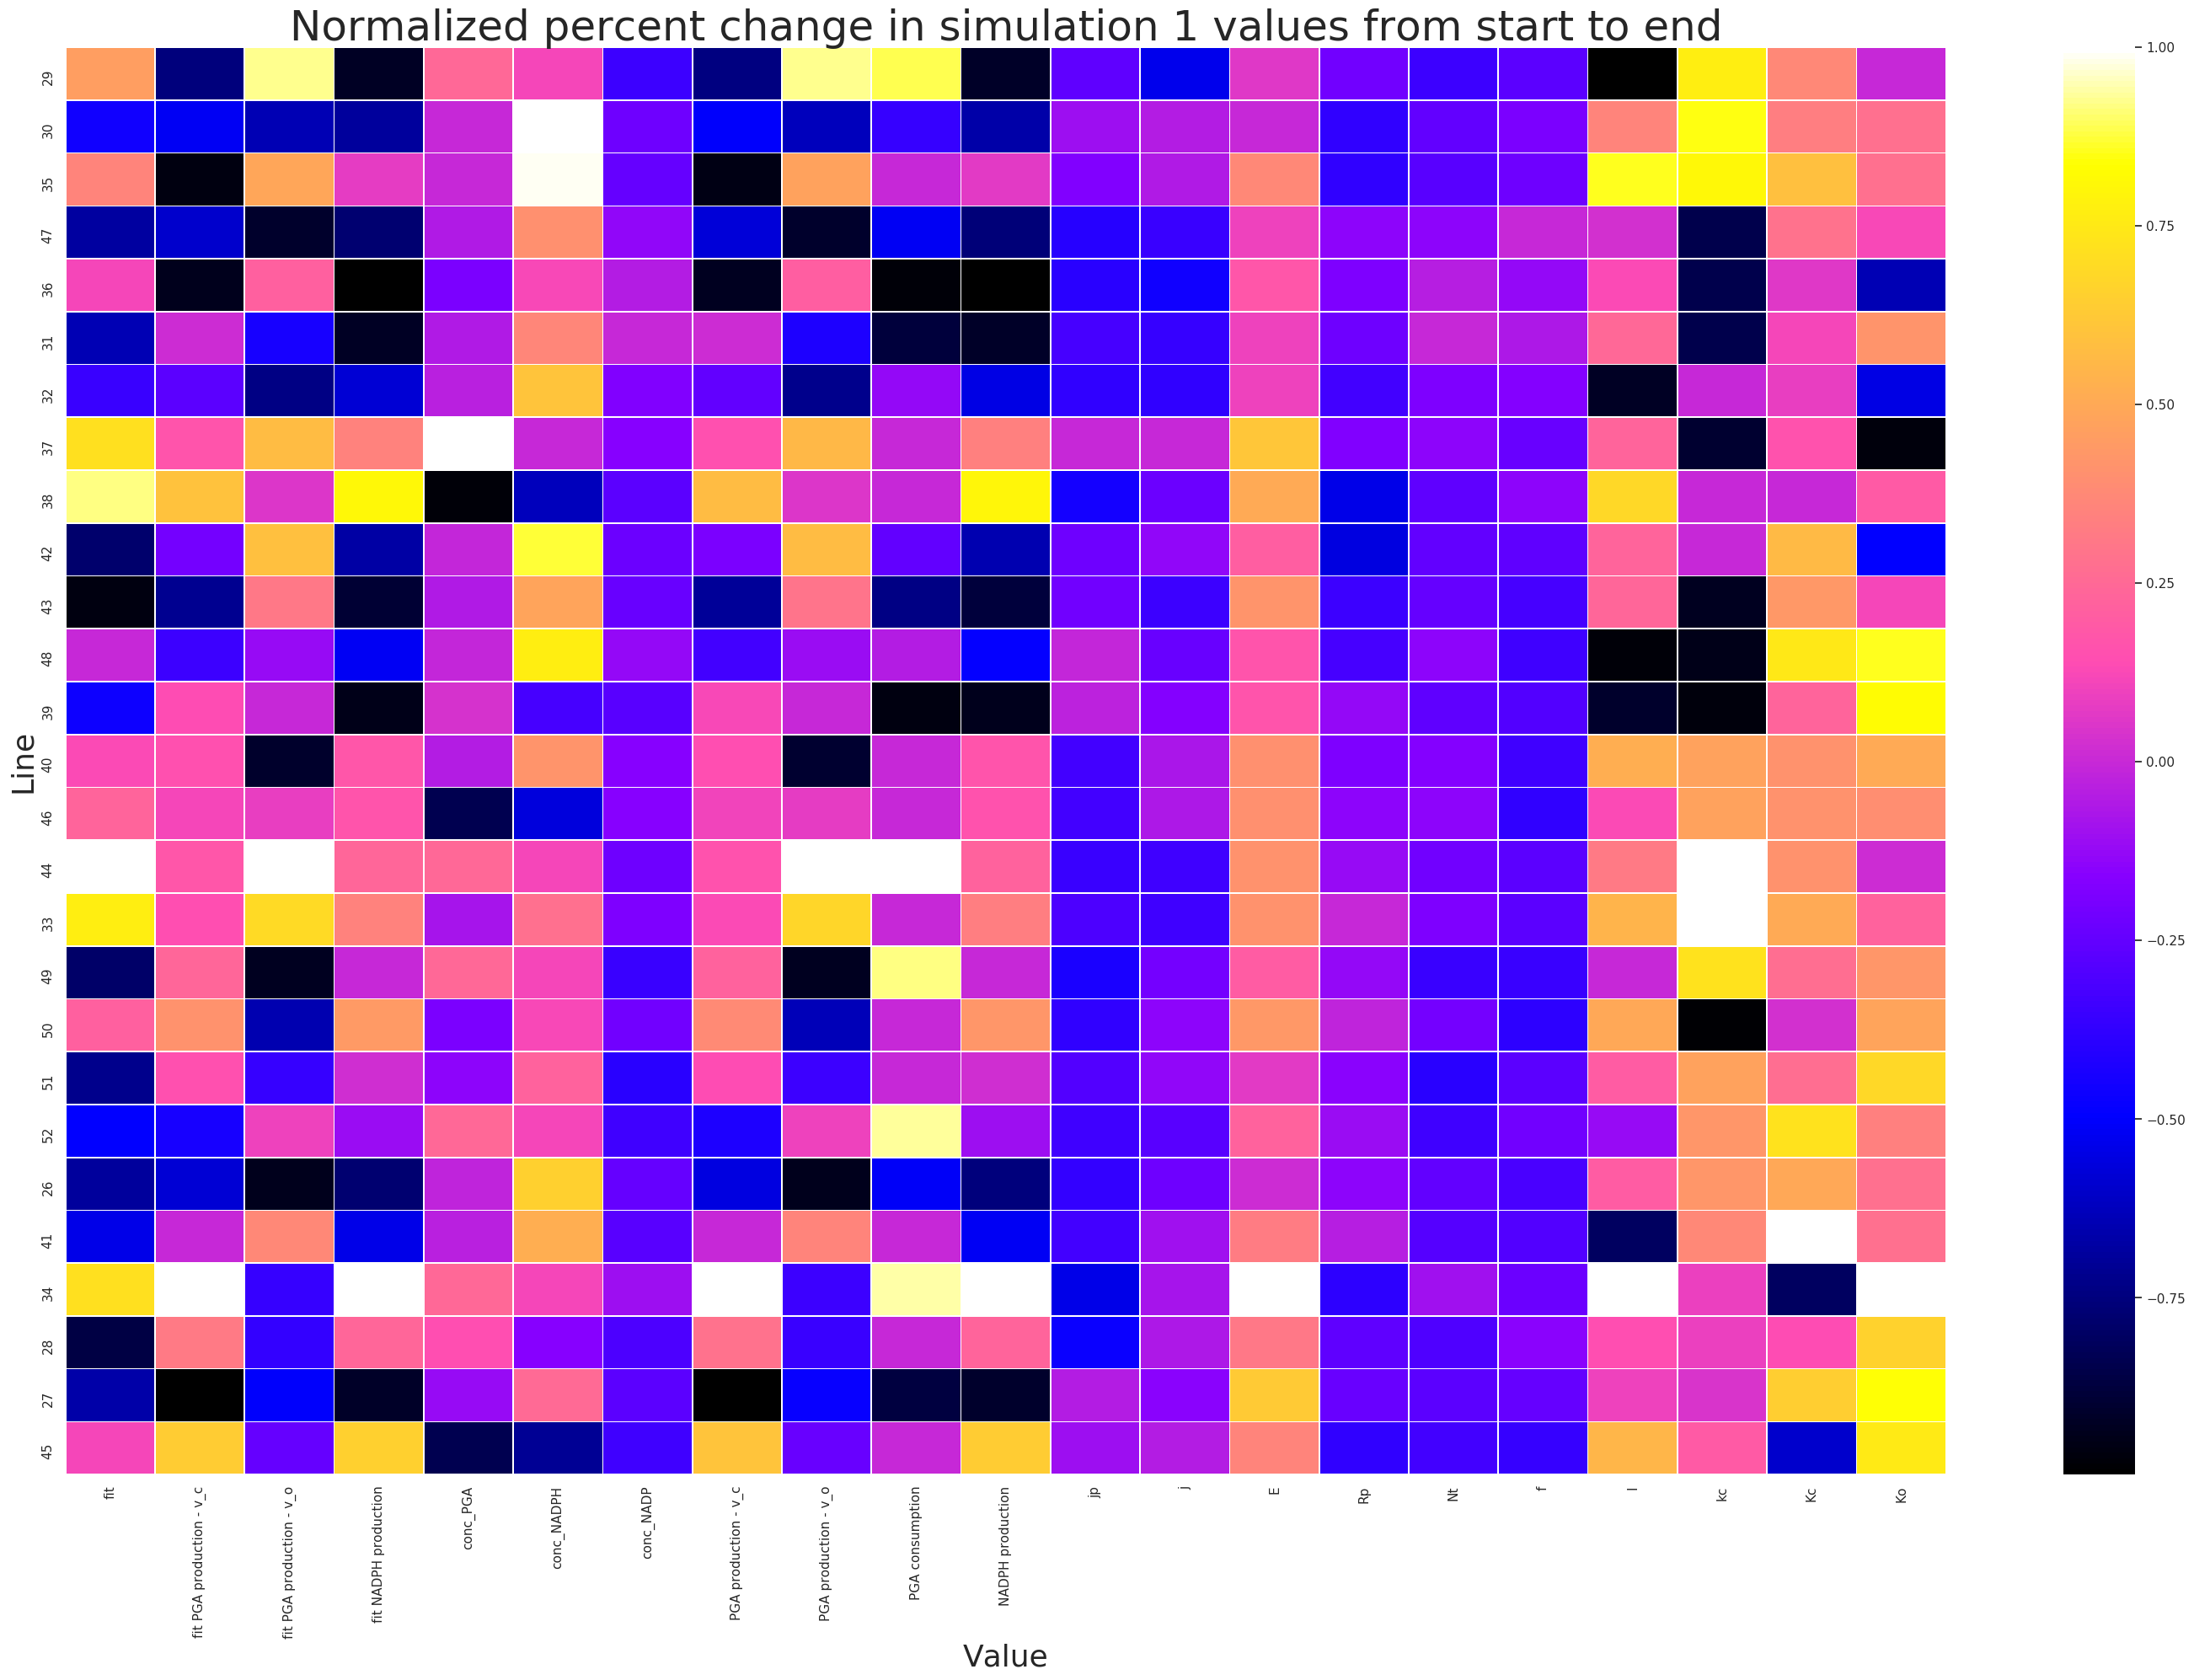 Normalized percent change in simulation 1 values from start to end
Line
29
30
35
47
36
31
32
37
38
42
43
48
39
40
46
44
33
49
50
51
52
26
41
34
28
27
45
fit
fit PGA production - v_c
fit PGA production - v_o
fit NADPH production
conc_PGA
conc_NADPH
conc_NADP
PGA production - v_c
PGA production - v_o
PGA consumption
NADPH production
jp
j
E
Rp
Nt
f
I
kc
Kc
Ko
Value
1.00
0.75
0.50
0.25
0.00
−0.25
−0.50
−0.75